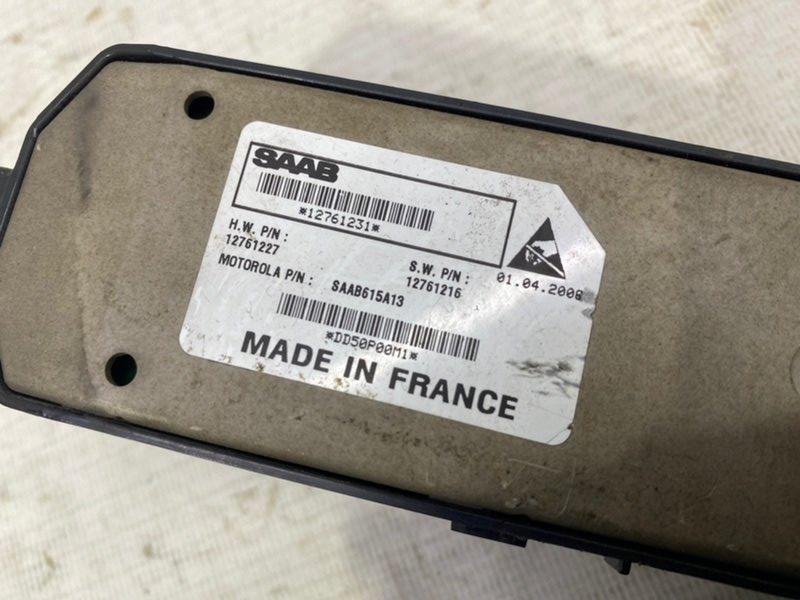 SAAB
*12761231*
H.W. P/N :
12761227
S.W. P/N :
12761216
01.04.2008
MOTOROLA P/N : SAAB615A13
*DD50P00M1*
MADE IN FRANCE